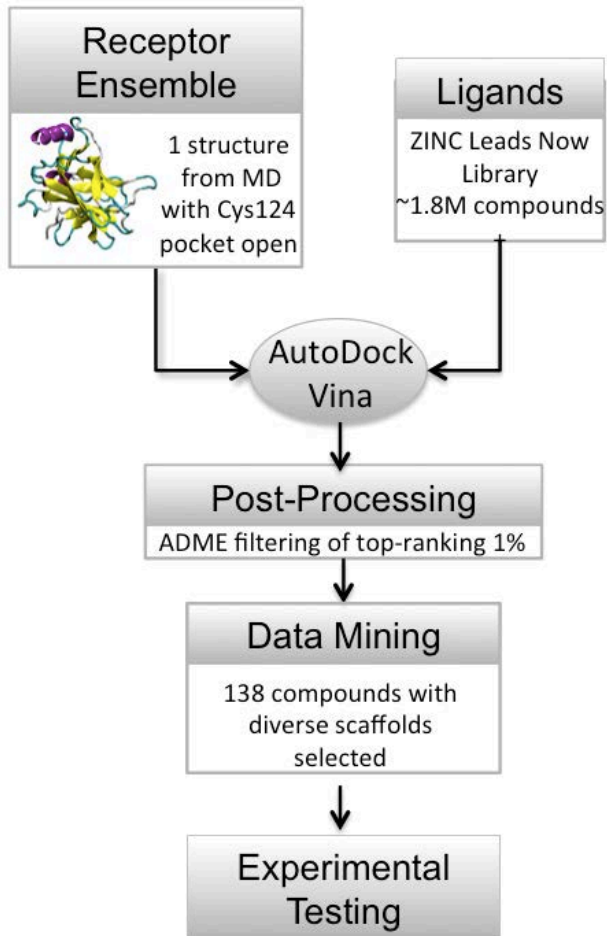 Receptor
Ensemble
1 structure
from MD
with Cys124
pocket open
Ligands
ZINC Leads Now
Library
~1.8M compounds
AutoDock
Vina
Post-Processing
ADME filtering of top-ranking 1%
Data Mining
138 compounds with
diverse scaffolds
selected
Experimental
Testing